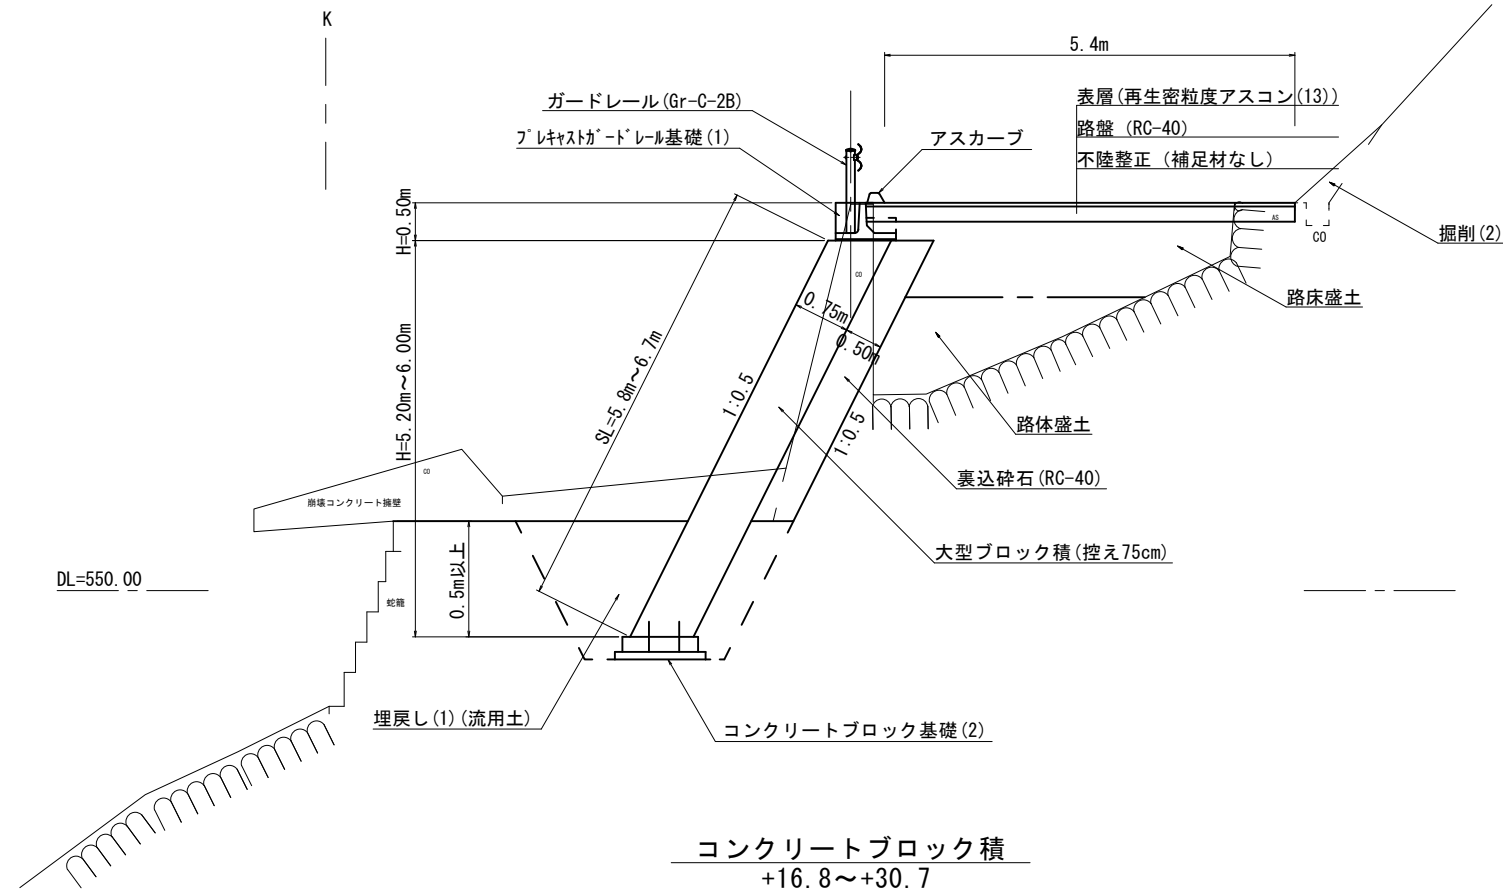 K
5.4m
ガードレール(Gr-C-2B)
プレキャストガードレール基礎(1)
アスカーブ
表層(再生密粒度アスコン(13))
路盤 (RC-40)
不陸整正 (補足材なし)
H=0.50m
AS
CO
掘削(2)
CO
路床盛土
0.75m
0.50m
H=5.20m～6.00m
SL=5.8m～6.7m
1:0.5
1:0.5
路体盛土
裏込砕石(RC-40)
CO
崩壊コンクリート擁壁
大型ブロック積(控え75cm)
DL=550.00
0.5m以上
蛇籠
埋戻し(1)(流用土)
コンクリートブロック基礎(2)
コンクリートブロック積
+16.8～+30.7